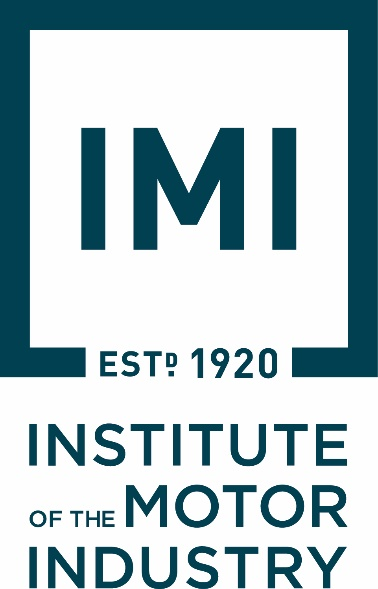 IMI
ESTD. 1920
INSTITUTE
OF THE MOTOR
INDUSTRY